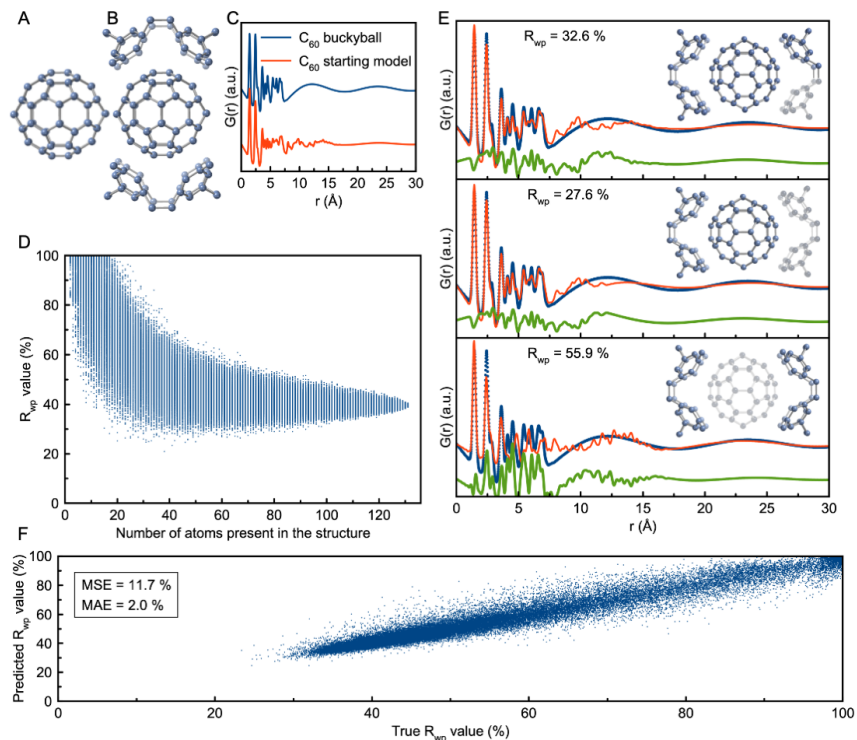 A
B
C
C60 buckyball
C60 starting model
G(r) (a.u.)
0 5 10 15 20 25 30
r (Å)
D
100
80
60
40
20
0
Rwp value (%)
0 20 40 60 80 100 120
Number of atoms present in the structure
E
Rwp = 32.6 %
G(r) (a.u.)
Rwp = 27.6 %
G(r) (a.u.)
Rwp = 55.9 %
G(r) (a.u.)
0 5 10 15 20 25 30
r (Å)
F
100
80
60
40
20
0
Predicted Rwp value (%)
MSE = 11.7 %
MAE = 2.0 %
0 20 40 60 80 100
True Rwp value (%)